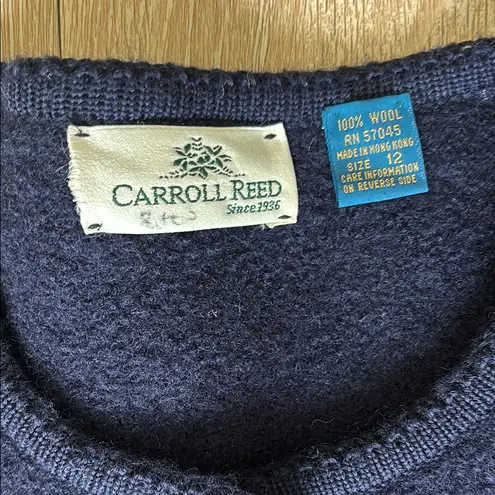 CARROLL REED
Since 1936
100% WOOL
RN 57045
MADE IN HONG KONG
SIZE 12
CARE INFORMATION
ON REVERSE SIDE